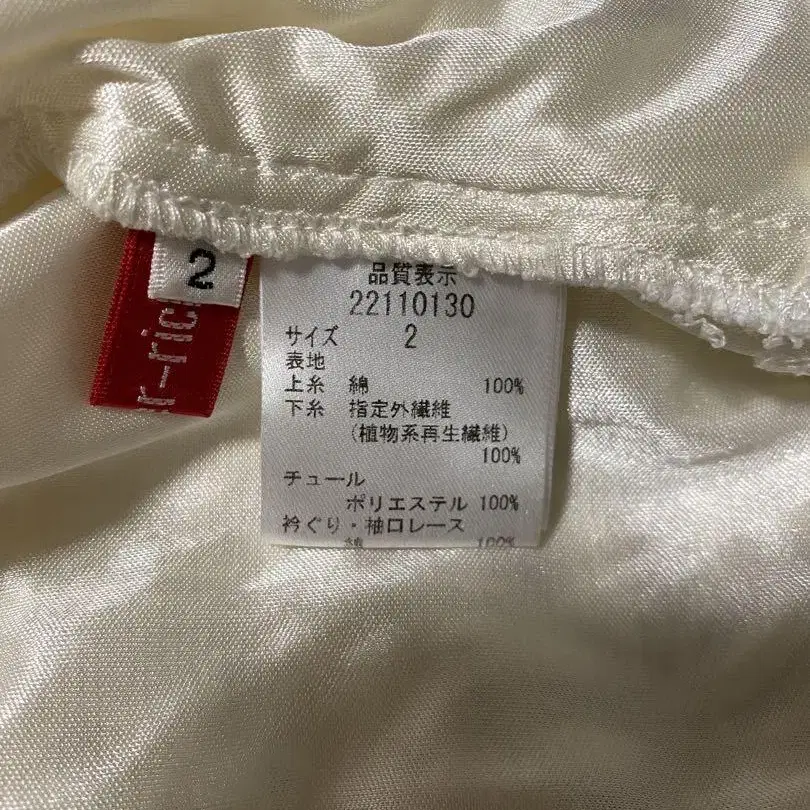 2
品質表示
22110130
サイズ 2
表地
上糸 綿 100%
下糸 指定外繊維
(植物系再生繊維)
100%
チュール
ポリエステル 100%
衿ぐり・袖口レース
綿 100%